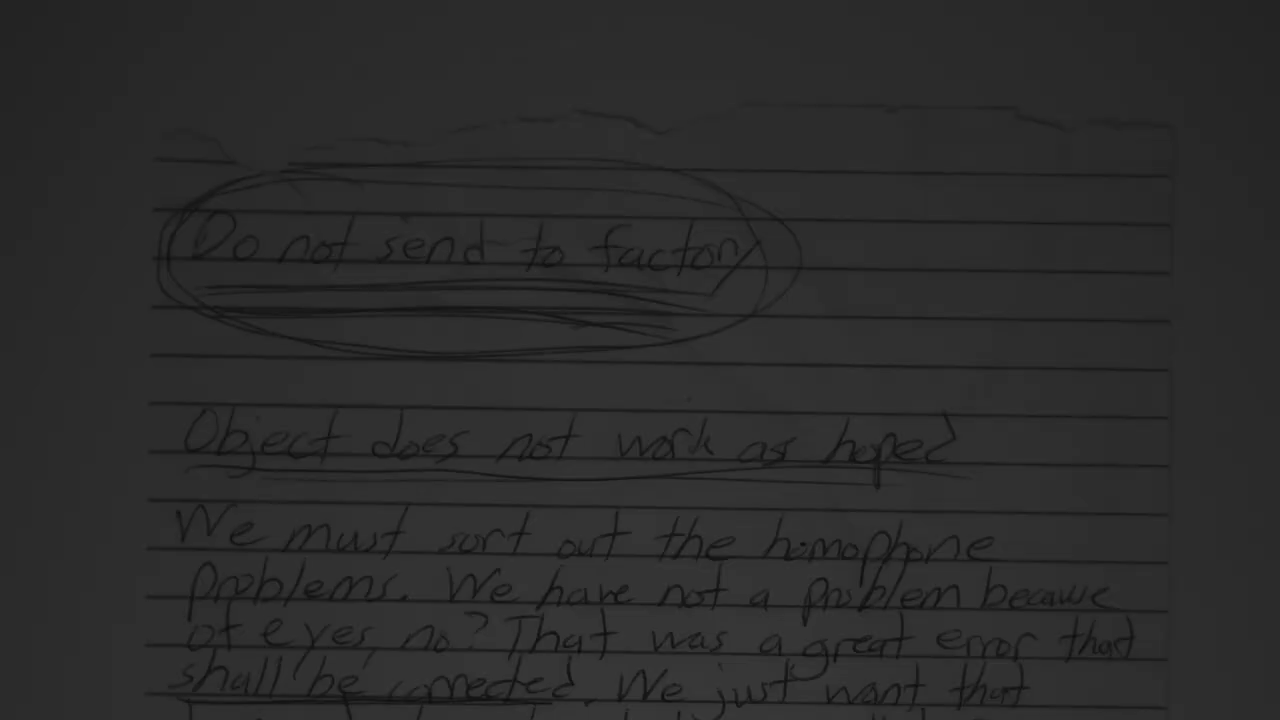 Do not send to factory
Object does not work as hoped
We must sort out the homophone
problems. We have not a problem because
of eyes, no? That was a great error that
shall be corrected. We just want that